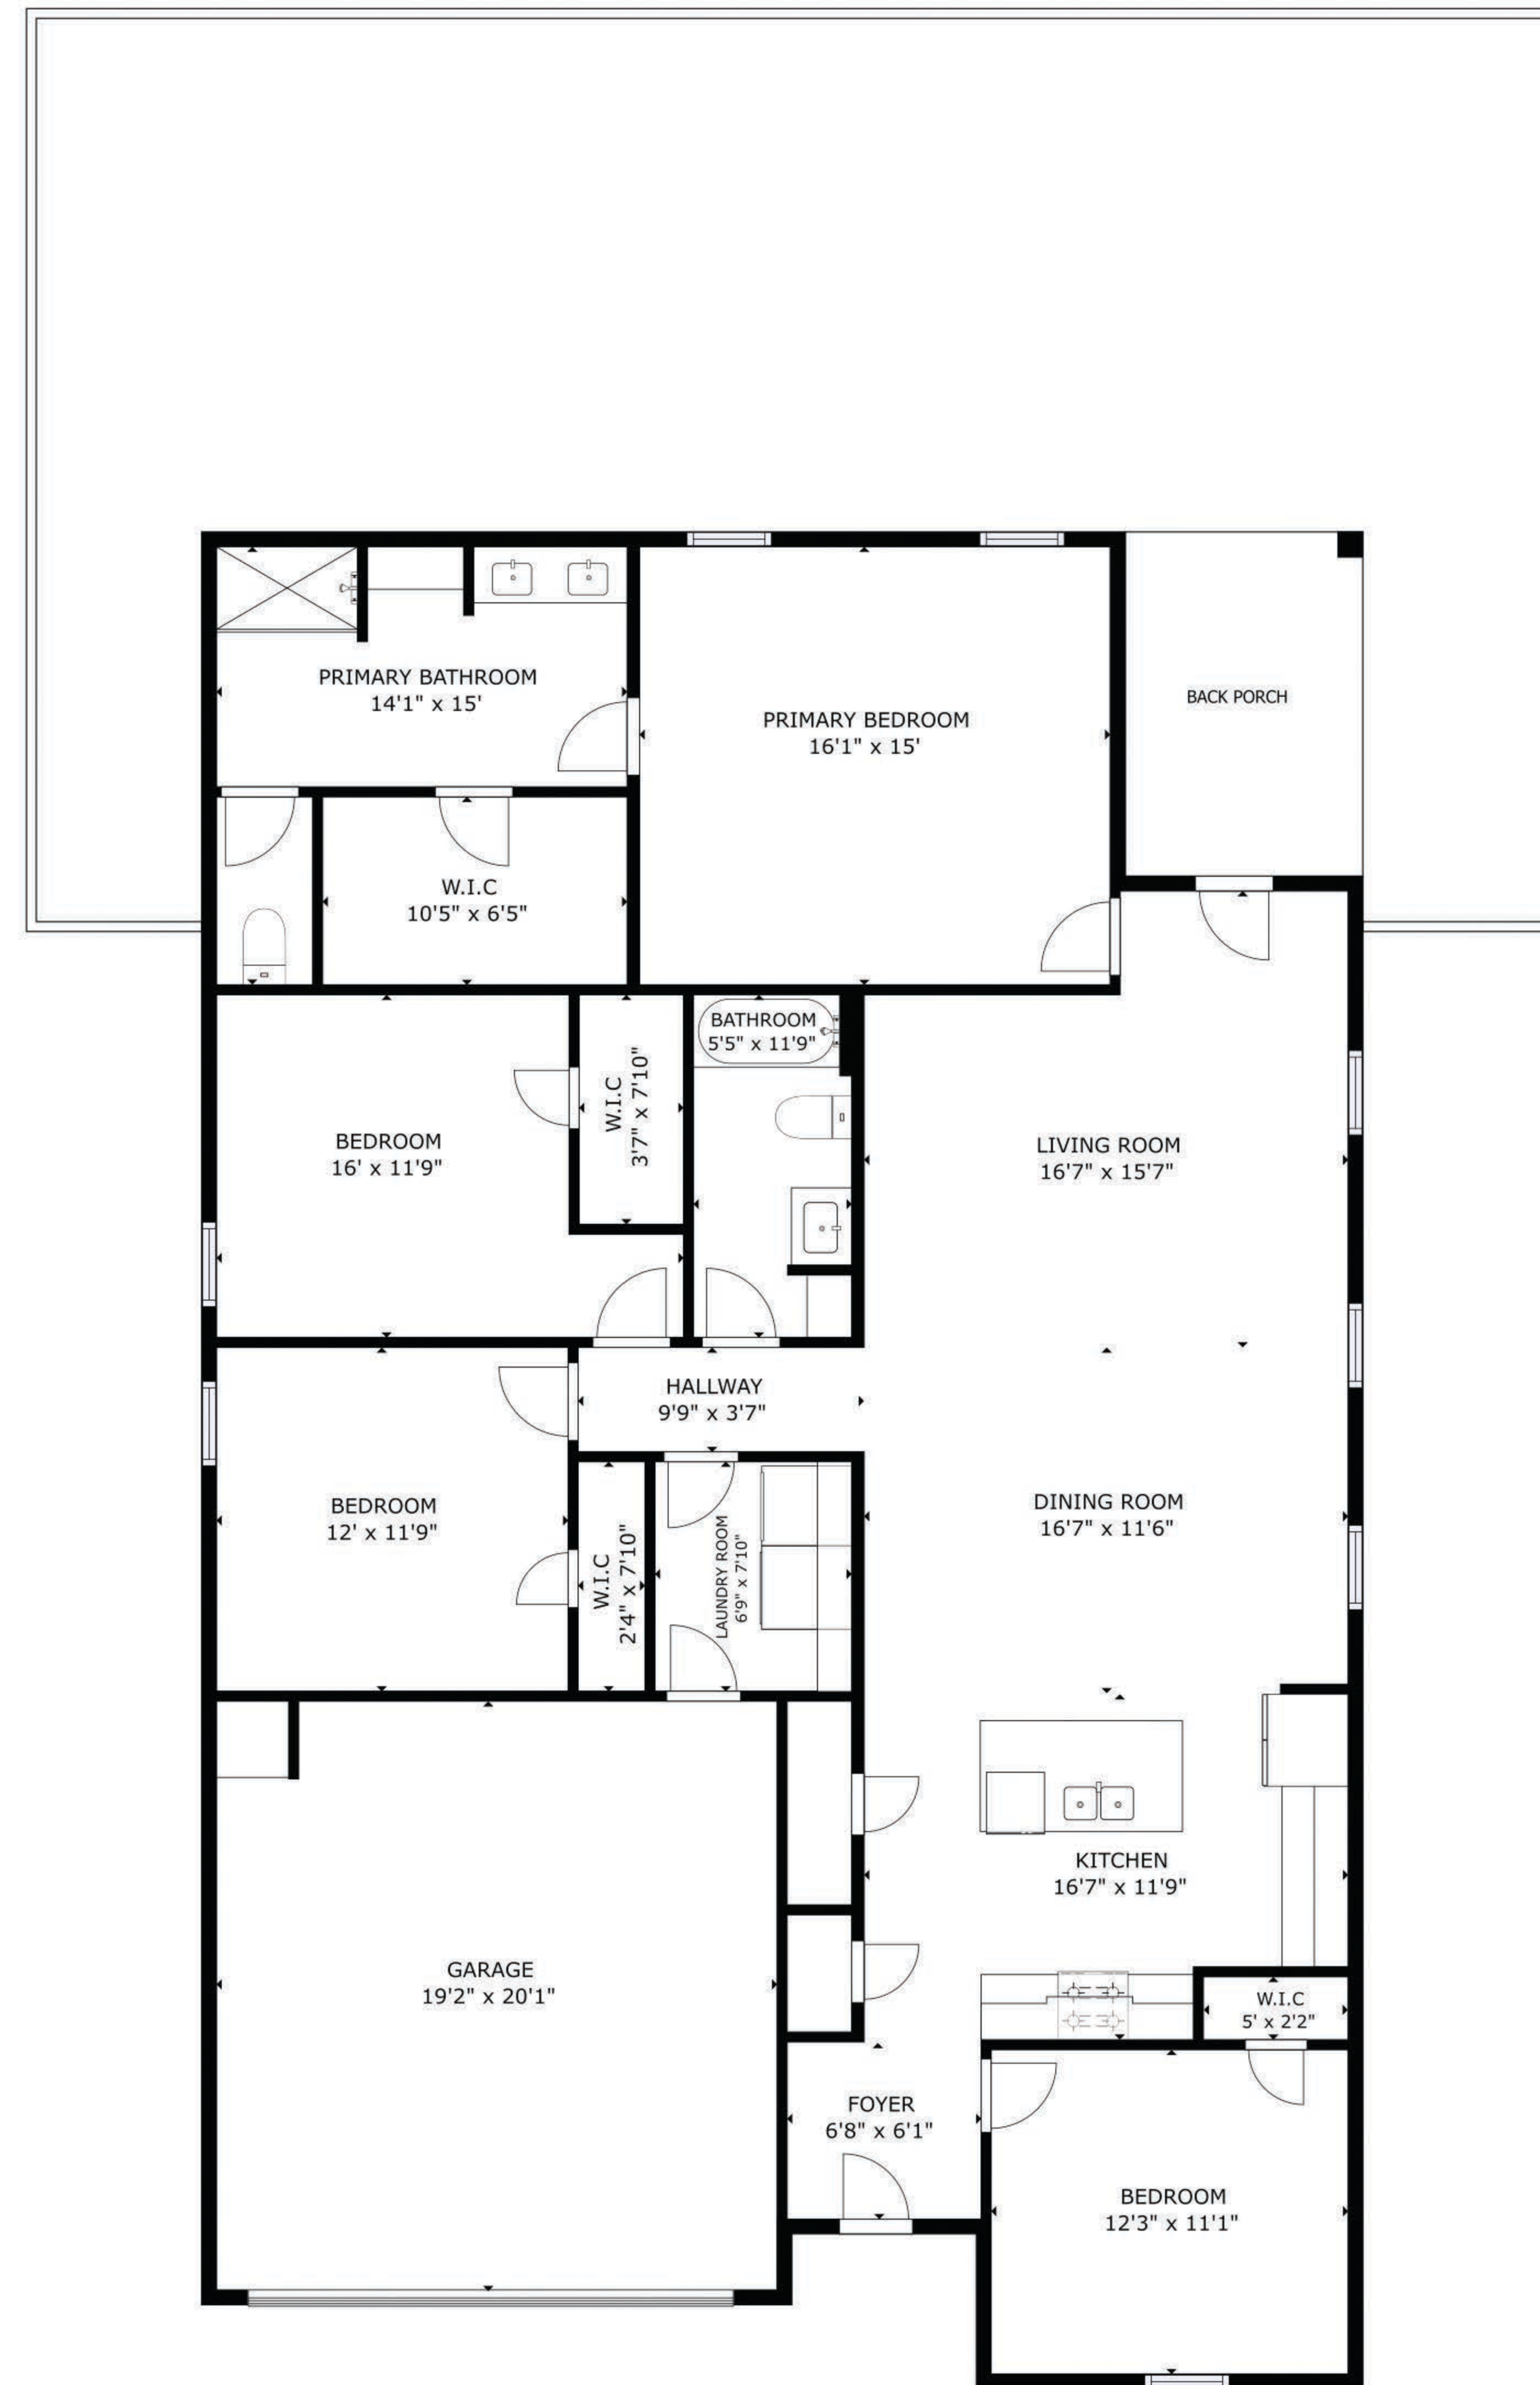 PRIMARY BATHROOM
14'1" x 15'
PRIMARY BEDROOM
16'1" x 15'
BACK PORCH
W.I.C
10'5" x 6'5"
BATHROOM
5'5" x 11'9"
W.I.C
3'7" x 7'10"
BEDROOM
16' x 11'9"
LIVING ROOM
16'7" x 15'7"
HALLWAY
9'9" x 3'7"
BEDROOM
12' x 11'9"
W.I.C
2'4" x 7'10"
LAUNDRY ROOM
6'9" x 7'10"
DINING ROOM
16'7" x 11'6"
KITCHEN
16'7" x 11'9"
GARAGE
19'2" x 20'1"
W.I.C
5' x 2'2"
FOYER
6'8" x 6'1"
BEDROOM
12'3" x 11'1"